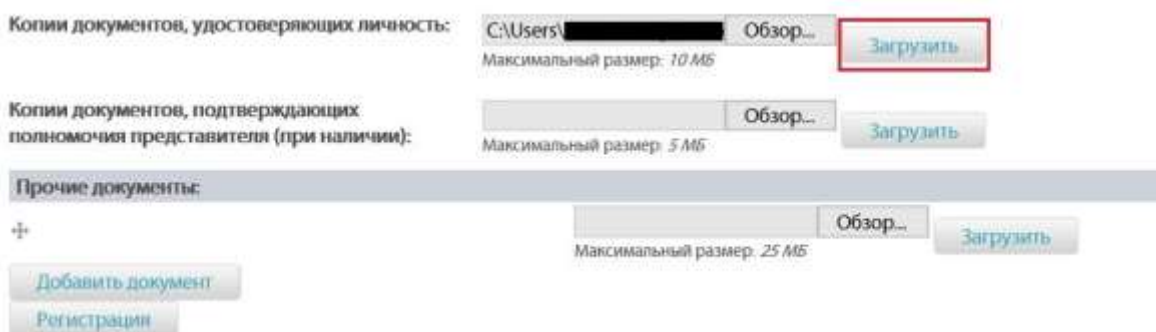 Копии документов, удостоверяющих личность:
C:\Users\ Обзор... Загрузить
Максимальный размер: 10 МБ
Копии документов, подтверждающих
полномочия представителя (при наличии):
Обзор... Загрузить
Максимальный размер: 5 МБ
Прочие документы:
Обзор... Загрузить
Максимальный размер: 25 МБ
Добавить документ
Регистрация